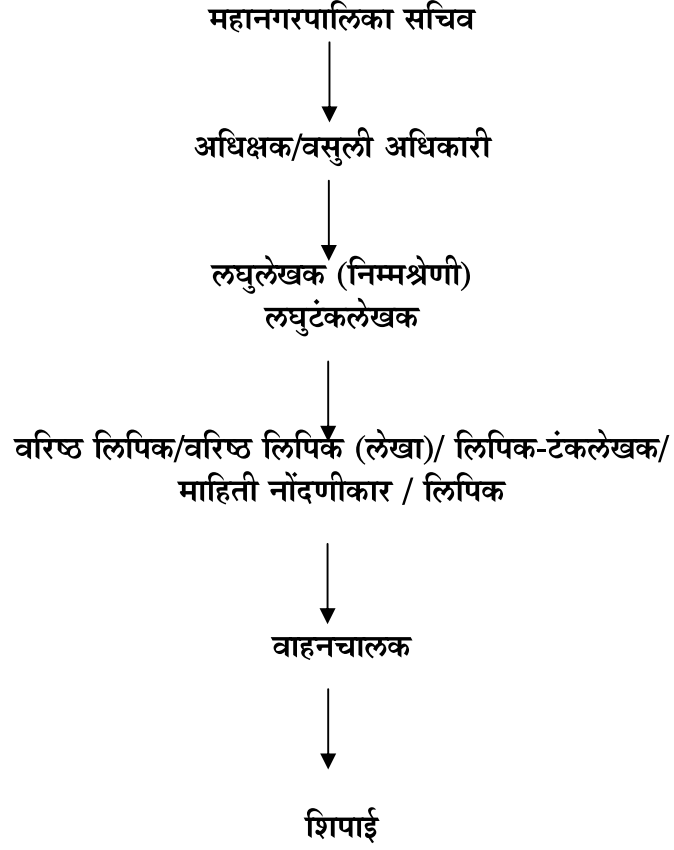 महानगरपालिका सचिव
अधिक्षक/वसुली अधिकारी
लघुलेखक (निम्मश्रेणी)
लघुटंकलेखक
वरिष्ठ लिपिक/वरिष्ठ लिपिक (लेखा)/ लिपिक-टंकलेखक/
माहिती नोंदणीकार / लिपिक
वाहनचालक
शिपाई